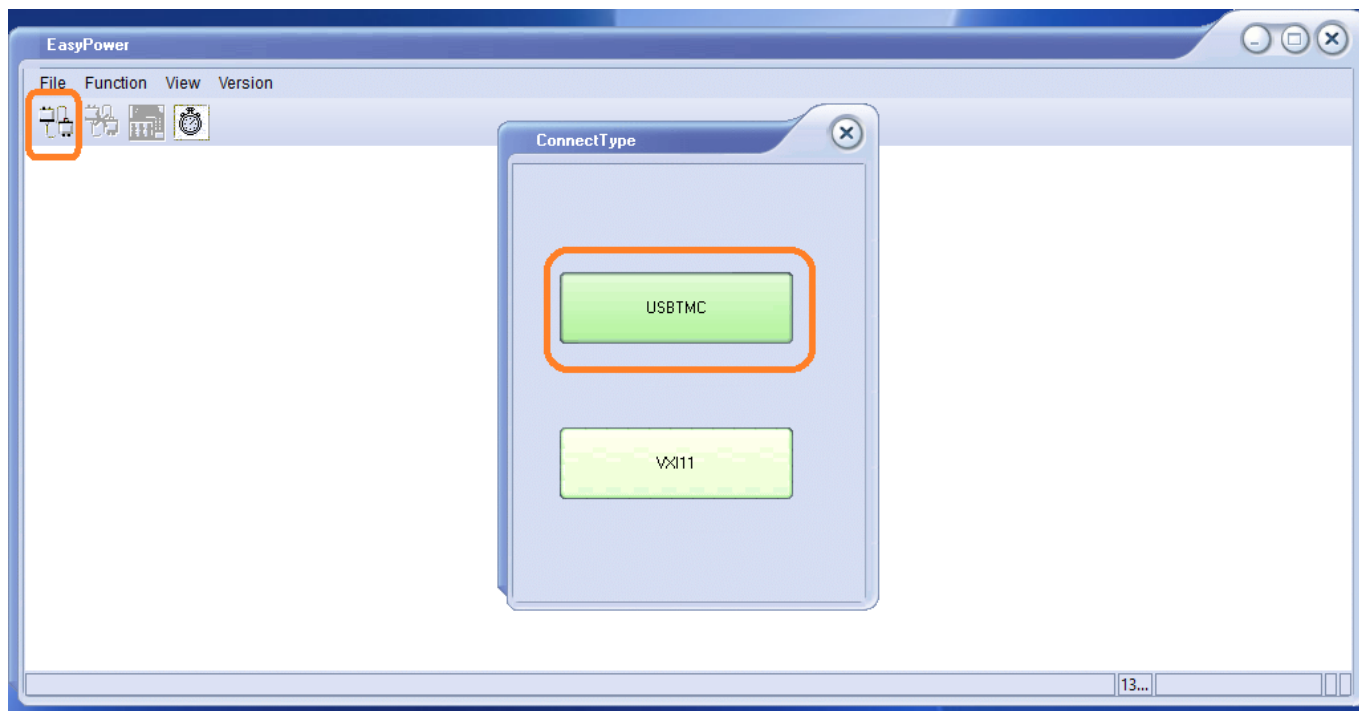 EasyPower
File Function View Version
ConnectType
USBTMC
VXI11
13...